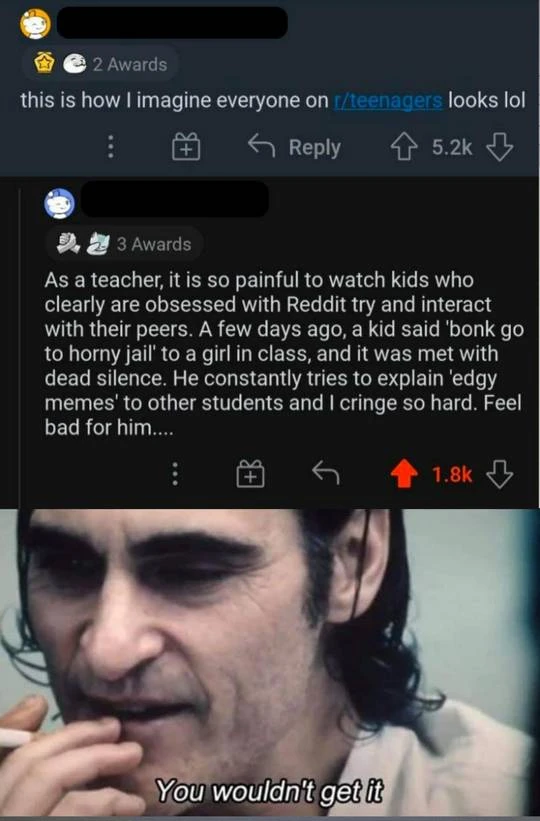 2 Awards
this is how I imagine everyone on r/teenagers looks lol
Reply
5.2k
3 Awards
As a teacher, it is so painful to watch kids who
clearly are obsessed with Reddit try and interact
with their peers. A few days ago, a kid said 'bonk go
to horny jail' to a girl in class, and it was met with
dead silence. He constantly tries to explain 'edgy
memes' to other students and I cringe so hard. Feel
bad for him....
1.8k
You wouldn't get it